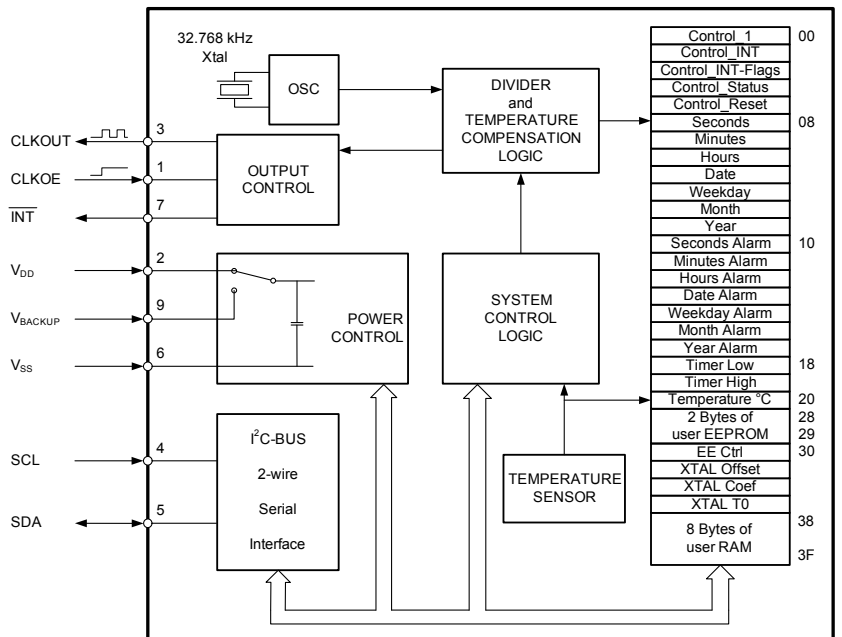 32.768 kHz
Xtal
OSC
DIVIDER
and
TEMPERATURE
COMPENSATION
LOGIC
CLKOUT
3
CLKOE
1
INT
7
OUTPUT
CONTROL
VDD
2
VBACKUP
9
VSS
6
POWER
CONTROL
SYSTEM
CONTROL
LOGIC
SCL
4
SDA
5
I²C-BUS
2-wire
Serial
Interface
TEMPERATURE
SENSOR
Control_1 00
Control_INT
Control_INT-Flags
Control_Status
Control_Reset
Seconds 08
Minutes
Hours
Date
Weekday
Month
Year
Seconds Alarm 10
Minutes Alarm
Hours Alarm
Date Alarm
Weekday Alarm
Month Alarm
Year Alarm
Timer Low 18
Timer High
Temperature °C 20
2 Bytes of 28
user EEPROM 29
EE Ctrl 30
XTAL Offset
XTAL Coef
XTAL T0
38
8 Bytes of
user RAM
3F